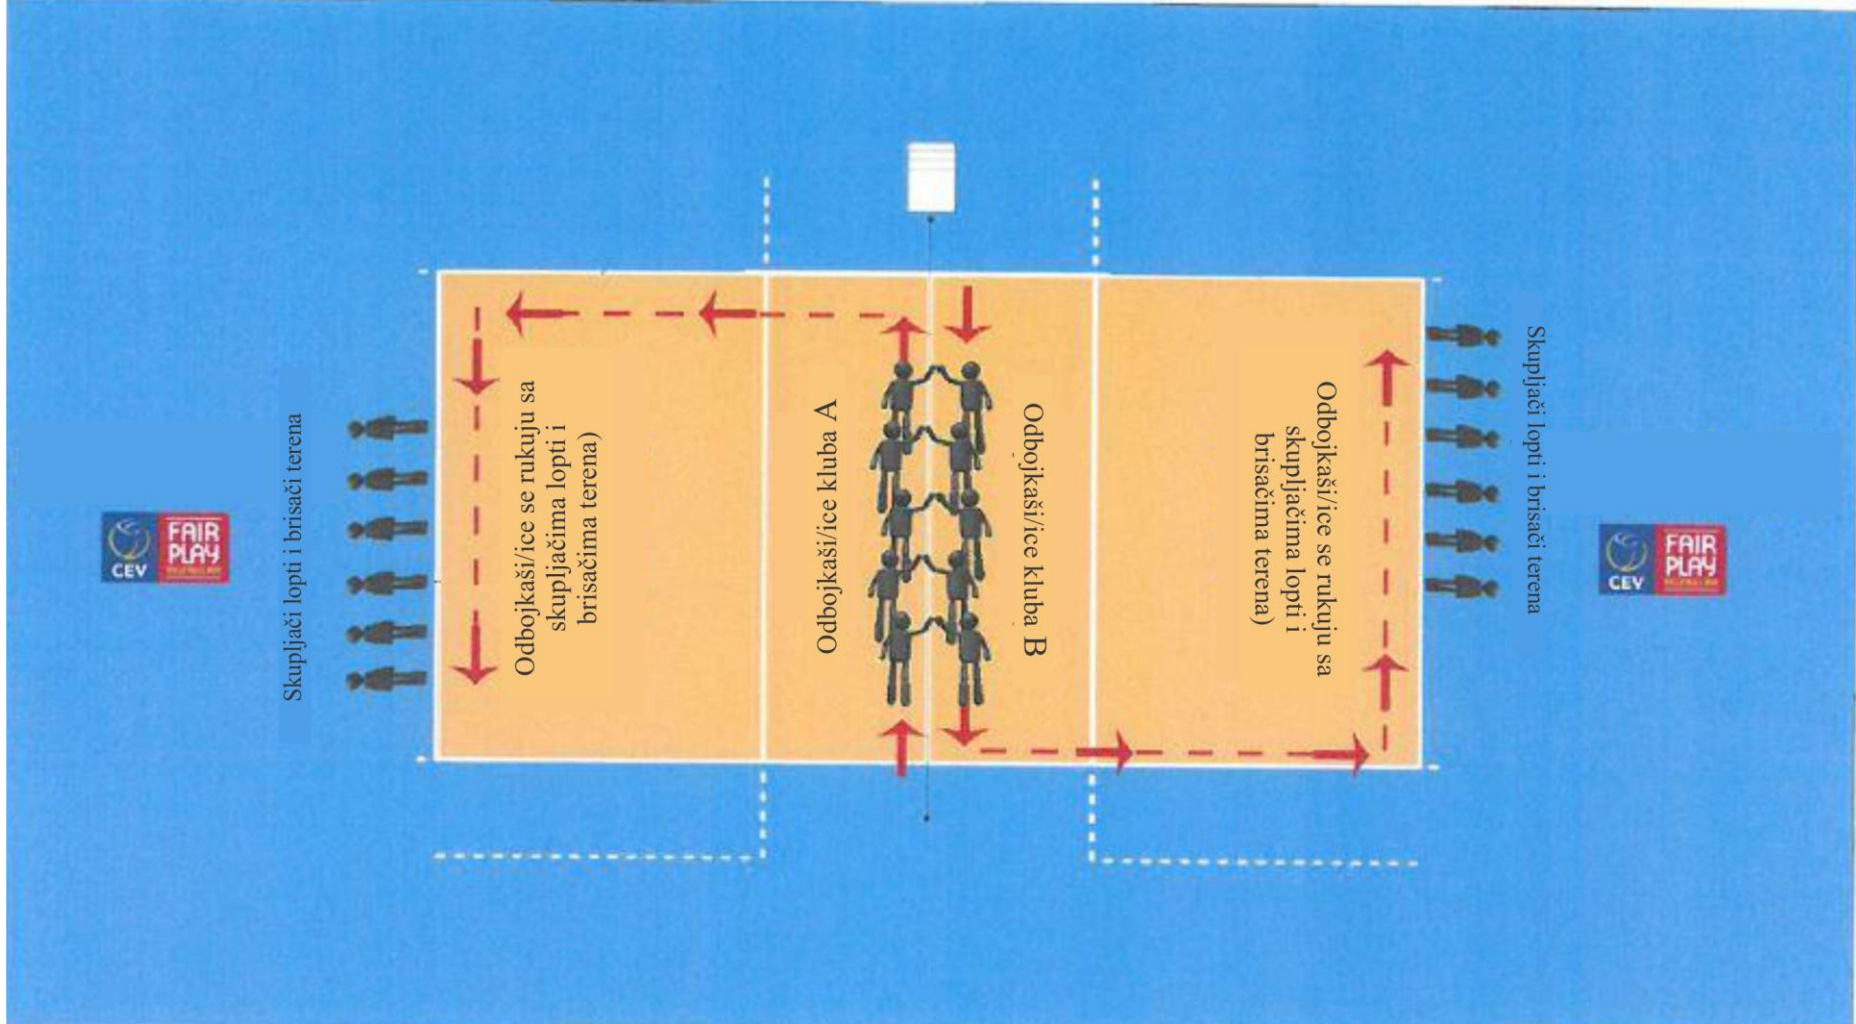 Skupljači lopti i brisači terena
Odbojkaši/ice se rukuju sa
skupljačima lopti i
brisačima terena)
Odbojkaši/ice kluba A
Odbojkaši/ice kluba B
Odbojkaši/ice se rukuju sa
skupljačima lopti i
brisačima terena)
Skupljači lopti i brisači terena
CEV
FAIR
PLAY
CEV
FAIR
PLAY